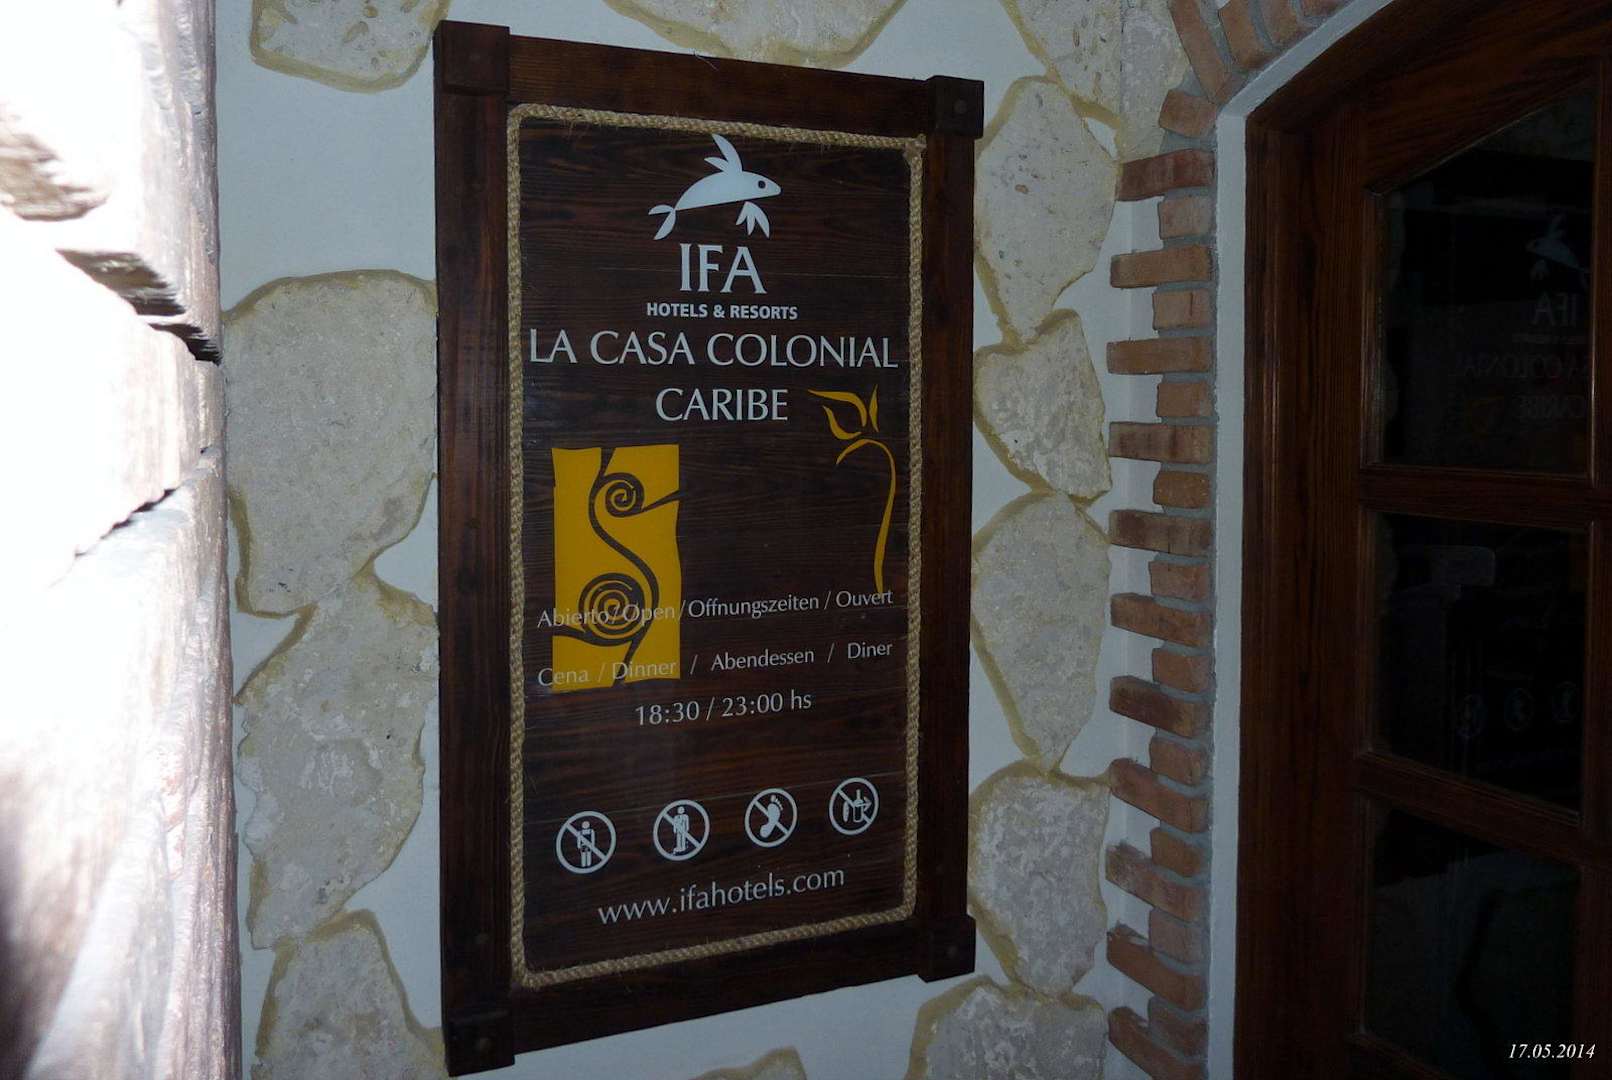 IFA
HOTELS & RESORTS
LA CASA COLONIAL
CARIBE
Abierto/Open/Offnungszeiten / Ouvert
Cena / Dinner / Abendessen / Diner
18:30 / 23:00 hs
www.ifahotels.com
17.05.2014